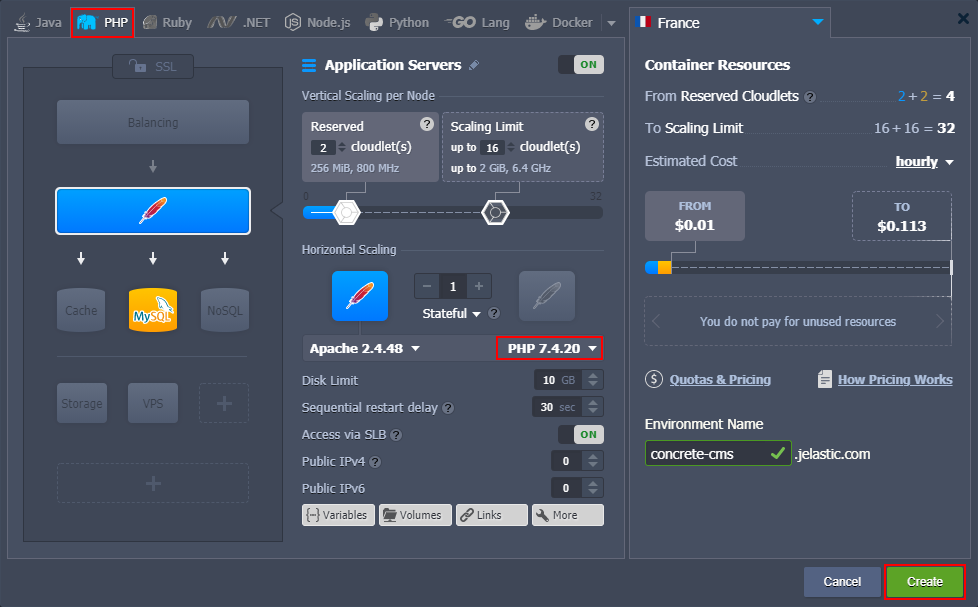 Java PHP Ruby .NET Node.js Python Lang Docker
France
SSL
Balancing
Cache
MySQL
NoSQL
Storage
VPS
Application Servers
ON
Vertical Scaling per Node
Reserved ?
2 cloudlet(s)
256 MiB, 800 MHz
Scaling Limit ?
up to 16 cloudlet(s)
up to 2 GiB, 6.4 GHz
0 32
Horizontal Scaling
− 1 +
Stateful ?
Apache 2.4.48 PHP 7.4.20
Disk Limit 10 GB
Sequential restart delay ? 30 sec
Access via SLB ? ON
Public IPv4 ? 0
Public IPv6 0
Variables Volumes Links More
Container Resources
From Reserved Cloudlets ? 2 + 2 = 4
To Scaling Limit 16 + 16 = 32
Estimated Cost hourly
FROM
$0.01
TO
$0.113
You do not pay for unused resources
$ Quotas & Pricing How Pricing Works
Environment Name
concrete-cms .jelastic.com
Cancel Create